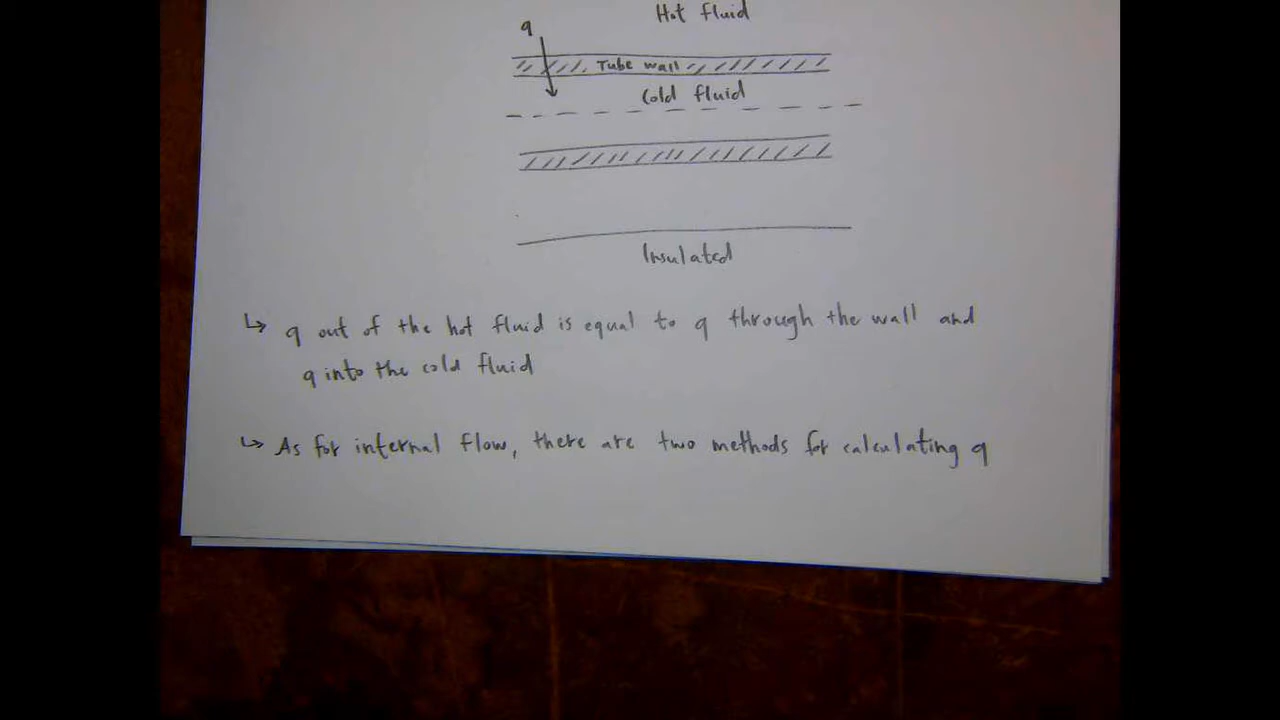 Hot fluid
q
Tube wall
Cold fluid
Insulated
↳ q out of the hot fluid is equal to q through the wall and
q into the cold fluid
↳ As for internal flow, there are two methods for calculating q